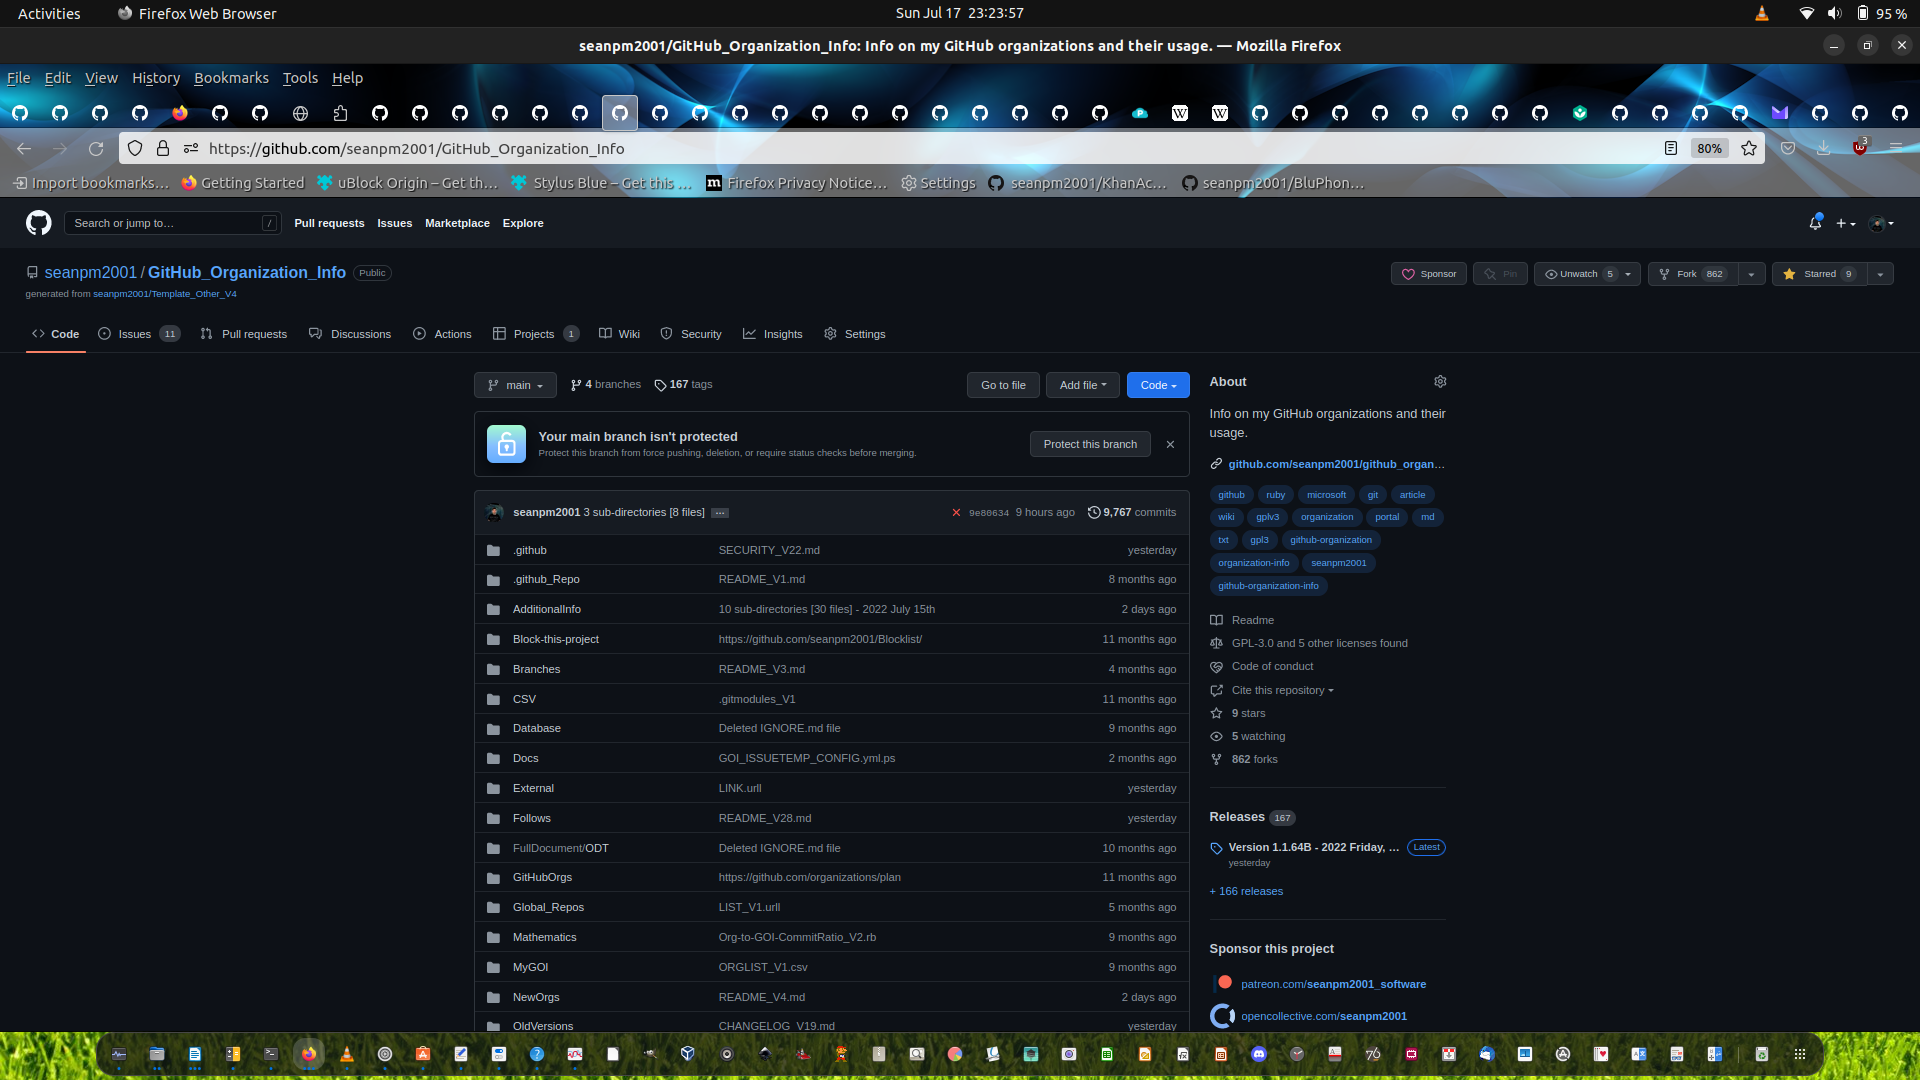 Activities Firefox Web Browser Sun Jul 17 23:23:57 95 %
seanpm2001/GitHub_Organization_Info: Info on my GitHub organizations and their usage. — Mozilla Firefox
File Edit View History Bookmarks Tools Help
https://github.com/seanpm2001/GitHub_Organization_Info 80% 3
Import bookmarks… Getting Started uBlock Origin – Get th… Stylus Blue – Get this … Firefox Privacy Notice… Settings seanpm2001/KhanAc… seanpm2001/BluPhon…
Search or jump to… / Pull requests Issues Marketplace Explore
seanpm2001 / GitHub_Organization_Info Public Sponsor Pin Unwatch 5 Fork 862 Starred 9
generated from seanpm2001/Template_Other_V4
Code Issues 11 Pull requests Discussions Actions Projects 1 Wiki Security Insights Settings
main 4 branches 167 tags Go to file Add file Code
Your main branch isn't protected
Protect this branch from force pushing, deletion, or require status checks before merging.
Protect this branch
seanpm2001 3 sub-directories [8 files] … 9e80634 9 hours ago 9,767 commits
.github SECURITY_V22.md yesterday
.github_Repo README_V1.md 8 months ago
AdditionalInfo 10 sub-directories [30 files] - 2022 July 15th 2 days ago
Block-this-project https://github.com/seanpm2001/Blocklist/ 11 months ago
Branches README_V3.md 4 months ago
CSV .gitmodules_V1 11 months ago
Database Deleted IGNORE.md file 9 months ago
Docs GOI_ISSUETEMP_CONFIG.yml.ps 2 months ago
External LINK.urll yesterday
Follows README_V28.md yesterday
FullDocument/ODT Deleted IGNORE.md file 10 months ago
GitHubOrgs https://github.com/organizations/plan 11 months ago
Global_Repos LIST_V1.urll 5 months ago
Mathematics Org-to-GOI-CommitRatio_V2.rb 9 months ago
MyGOI ORGLIST_V1.csv 9 months ago
NewOrgs README_V4.md 2 days ago
OldVersions CHANGELOG_V19.md yesterday
About
Info on my GitHub organizations and their
usage.
github.com/seanpm2001/github_organ…
github ruby microsoft git article
wiki gplv3 organization portal md
txt gpl3 github-organization
organization-info seanpm2001
github-organization-info
Readme
GPL-3.0 and 5 other licenses found
Code of conduct
Cite this repository
9 stars
5 watching
862 forks
Releases 167
Version 1.1.64B - 2022 Friday, … Latest
yesterday
+ 166 releases
Sponsor this project
patreon.com/seanpm2001_software
opencollective.com/seanpm2001